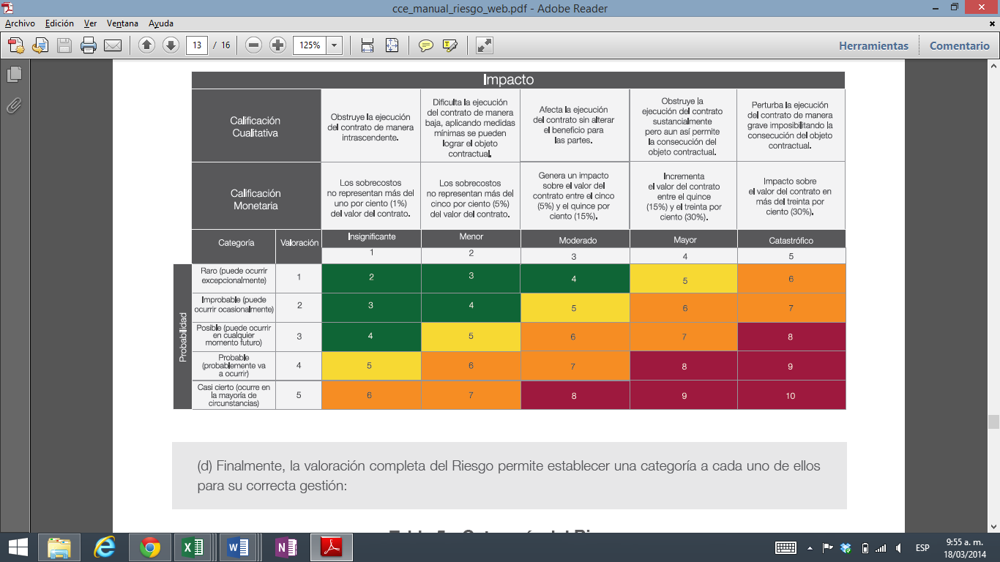 cce_manual_riesgo_web.pdf - Adobe Reader
Archivo Edición Ver Ventana Ayuda
13 / 16 125% Herramientas Comentario
Impacto
Calificación
Cualitativa
Obstruye la ejecución
del contrato de manera
intrascendente.
Dificulta la ejecución
del contrato de manera
baja, aplicando medidas
mínimas se pueden
lograr el objeto
contractual.
Afecta la ejecución
del contrato sin alterar
el beneficio para
las partes.
Obstruye la
ejecución del contrato
sustancialmente
pero aun así permite
la consecución del
objeto contractual.
Perturba la ejecución
del contrato de manera
grave imposibilitando la
consecución del objeto
contractual.
Calificación
Monetaria
Los sobrecostos
no representan más del
uno por ciento (1%)
del valor del contrato.
Los sobrecostos
no representan más del
cinco por ciento (5%)
del valor del contrato.
Genera un impacto
sobre el valor del
contrato entre el cinco
(5%) y el quince por
ciento (15%).
Incrementa
el valor del contrato
entre el quince
(15%) y el treinta por
ciento (30%).
Impacto sobre
el valor del contrato en
más del treinta por
ciento (30%).
Categoría Valoración Insignificante Menor Moderado Mayor Catastrófico
1 2 3 4 5
Probabilidad
Raro (puede ocurrir
excepcionalmente)
1 2 3 4 5 6
Improbable (puede
ocurrir ocasionalmente)
2 3 4 5 6 7
Posible (puede ocurrir
en cualquier
momento futuro)
3 4 5 6 7 8
Probable
(probablemente va
a ocurrir)
4 5 6 7 8 9
Casi cierto (ocurre en
la mayoría de
circunstancias)
5 6 7 8 9 10
(d) Finalmente, la valoración completa del Riesgo permite establecer una categoría a cada uno de ellos
para su correcta gestión:
ESP 9:55 a. m.
18/03/2014